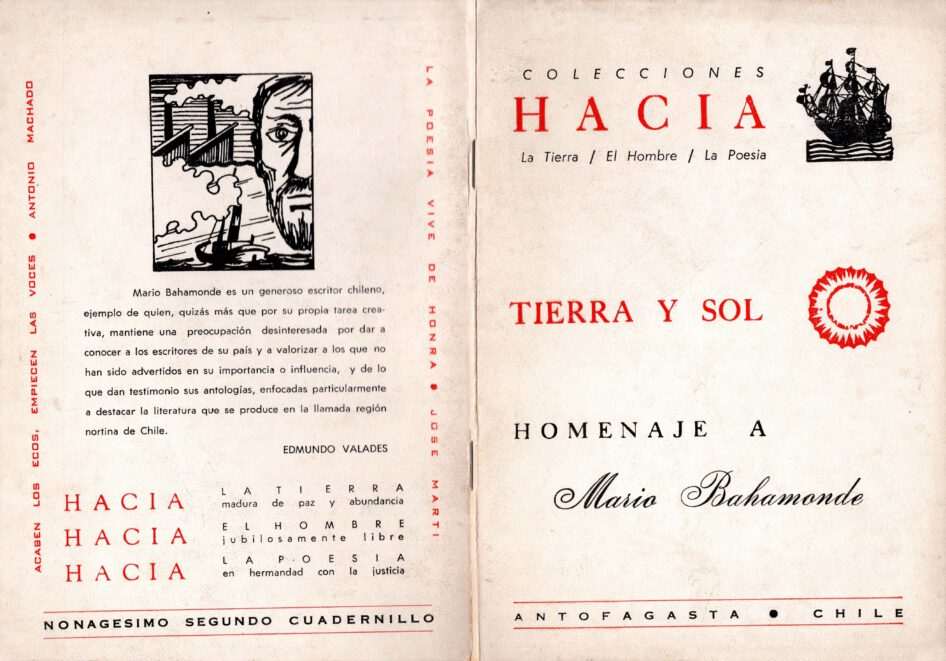 ACABEN LOS ECOS, EMPIECEN LAS VOCES ● ANTONIO MACHADO
LA POESIA VIVE DE HONRA ● JOSE MARTI
Mario Bahamonde es un generoso escritor chileno,
ejemplo de quien, quizás más que por su propia tarea crea-
tiva, mantiene una preocupación desinteresada por dar a
conocer a los escritores de su país y a valorizar a los que no
han sido advertidos en su importancia o influencia, y de lo
que dan testimonio sus antologías, enfocadas particularmente
a destacar la literatura que se produce en la llamada región
nortina de Chile.
EDMUNDO VALADES
HACIA LA TIERRA
madura de paz y abundancia
HACIA EL HOMBRE
jubilosamente libre
HACIA LA POESIA
en hermandad con la justicia
NONAGESIMO SEGUNDO CUADERNILLO
COLECCIONES
HACIA
La Tierra / El Hombre / La Poesia
TIERRA Y SOL
HOMENAJE A
Mario Bahamonde
ANTOFAGASTA ● CHILE